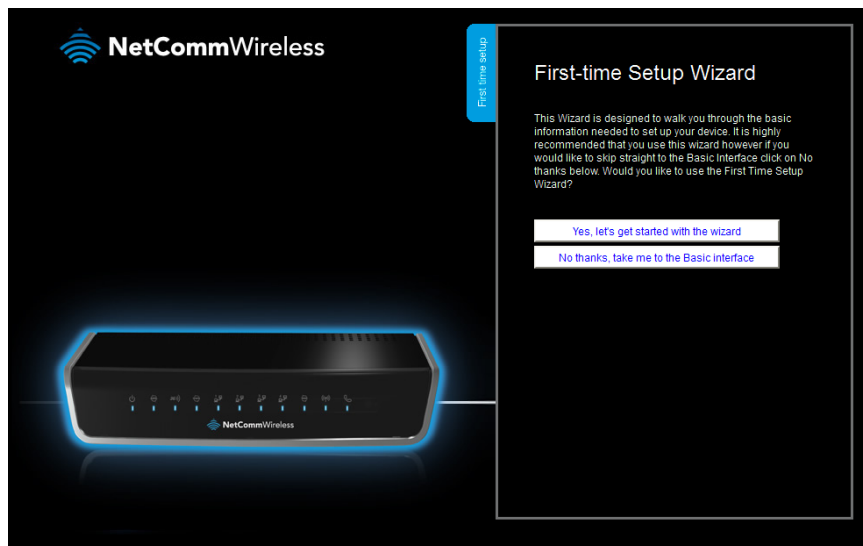 NetCommWireless
First time setup
First-time Setup Wizard
This Wizard is designed to walk you through the basic
information needed to set up your device. It is highly
recommended that you use this wizard however if you
would like to skip straight to the Basic Interface click on No
thanks below. Would you like to use the First Time Setup
Wizard?
Yes, let's get started with the wizard
No thanks, take me to the Basic interface
NetCommWireless